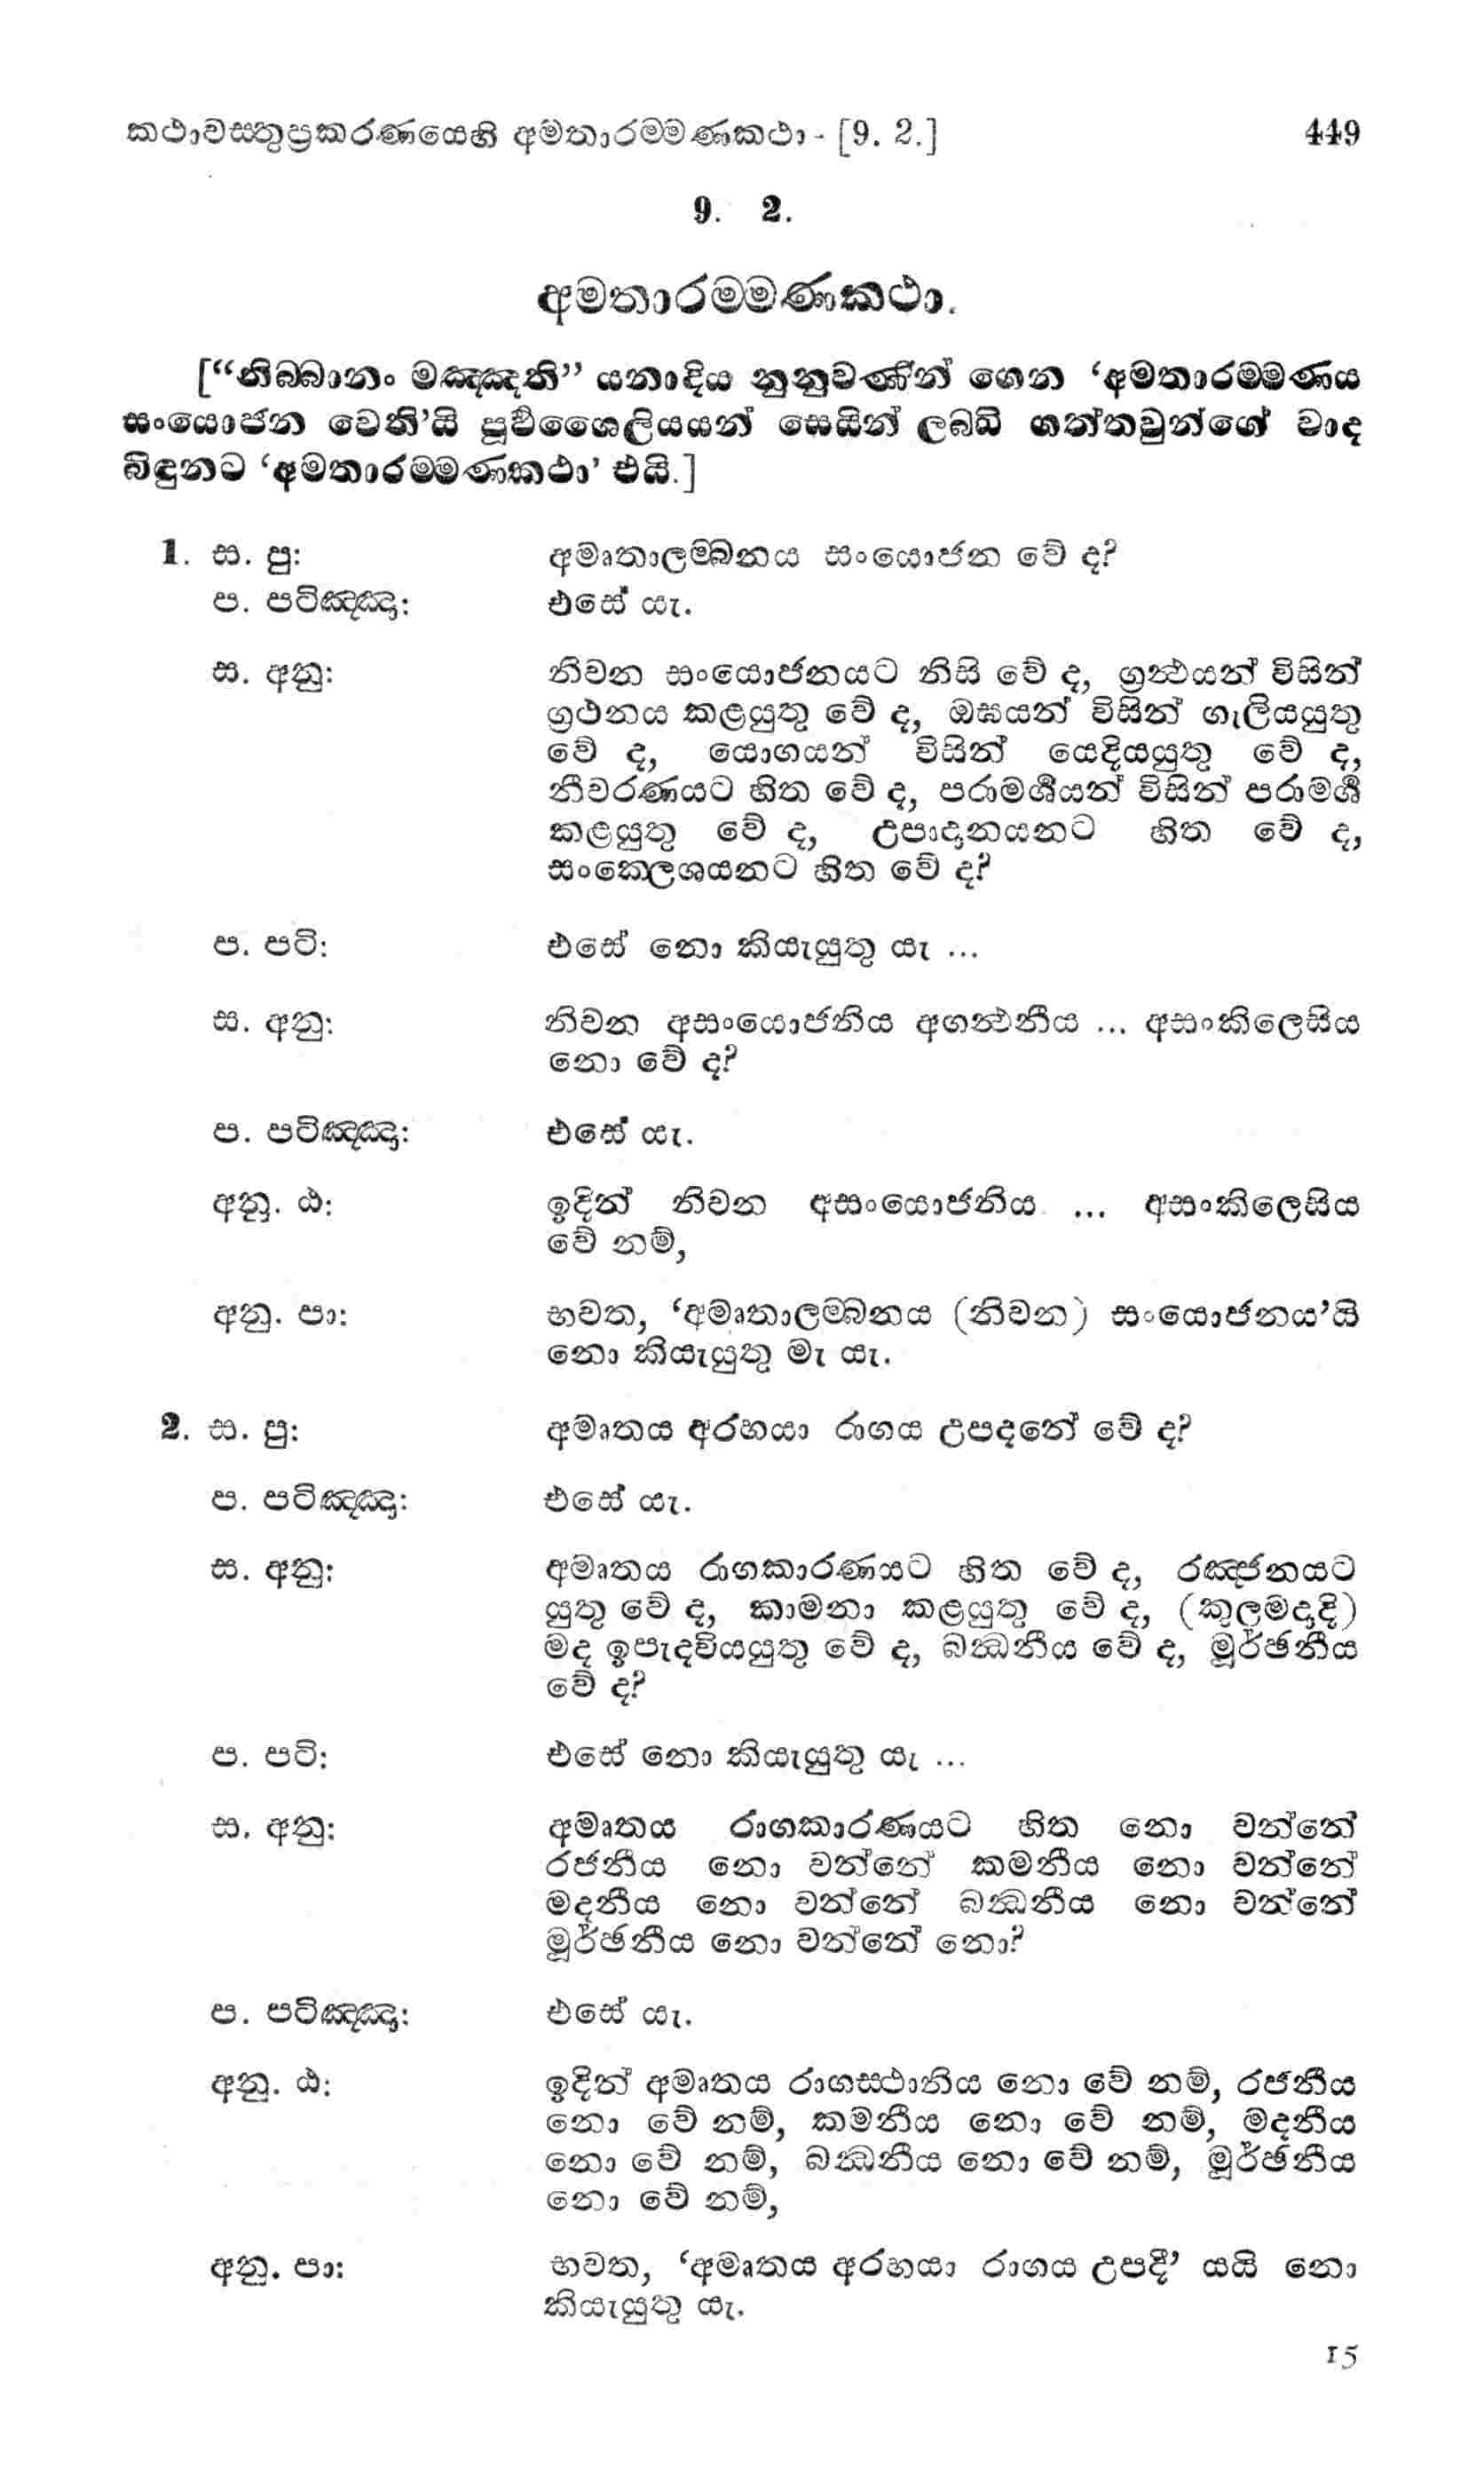 කථාවස්තුප්‍රකරණයෙහි අමතාරම්මණකථා - [9. 2.] 449
9. 2.
අමතාරම්මණකථා.
[“නිබ්බානං මඤ්ඤති” යනාදිය නුනුවණින් ගෙන ‘අමතාරම්මණය
සංයොජන වෙති’යි පූර්‍වශෛලියයන් සෙයින් ලබ්ධි ගත්තවුන්ගේ වාද
බිඳුනට ‘අමතාරම්මණකථා’ එයි.]
1. ස. පු: අමෘතාලම්බනය සංයොජන වේ ද?
ප. පටිඤ්ඤා: එසේ යැ.
ස. අනු: නිවන සංයොජනයට නිසි වේ ද, ග්‍රන්‍ථයන් විසින්
ග්‍රථනය කළයුතු වේ ද, ඔඝයන් විසින් ගැලියයුතු
වේ ද, යොගයන් විසින් යෙදියයුතු වේ ද,
නීවරණයට හිත වේ ද, පරාමර්‍ශයන් විසින් පරාමර්‍ශ
කළයුතු වේ ද, උපාදානයනට හිත වේ ද,
සංක්ලෙශයනට හිත වේ ද?
ප. පටි: එසේ නො කියැයුතු යැ ...
ස. අනු: නිවන අසංයොජනිය අගන්‍ථනීය ... අසංකිලෙසිය
නො වේ ද?
ප. පටිඤ්ඤා: එසේ යැ.
අනු. ඨ: ඉදින් නිවන අසංයොජනිය ... අසංකිලෙසිය
වේ නම්,
අනු. පා: භවත, ‘අමෘතාලම්බනය (නිවන) සංයොජනය’යි
නො කියැයුතු මැ යැ.
2. ස. පු: අමෘතය අරභයා රාගය උපදනේ වේ ද?
ප. පටිඤ්ඤා: එසේ යැ.
ස. අනු: අමෘතය රාගකාරණයට හිත වේ ද, රඤ්ජනයට
යුතු වේ ද, කාමනා කළයුතු වේ ද, (කුලමදාදි)
මද ඉපැදවියයුතු වේ ද, බන්‍ධනීය වේ ද, මූර්ඡනීය
වේ ද?
ප. පටි: එසේ නො කියැයුතු යැ ...
ස. අනු: අමෘතය රාගකාරණයට හිත නො වන්නේ
රජනීය නො වන්නේ කමනීය නො වන්නේ
මදනීය නො වන්නේ බන්‍ධනීය නො වන්නේ
මූර්ඡනීය නො වන්නේ නො?
ප. පටිඤ්ඤා: එසේ යැ.
අනු. ඨ: ඉදින් අමෘතය රාගස්ථානිය නො වේ නම්, රජනීය
නො වේ නම්, කමනීය නො වේ නම්, මදනීය
නො වේ නම්, බන්‍ධනීය නො වේ නම්, මූර්ඡනීය
නො වේ නම්,
අනු. පා: භවත, ‘අමෘතය අරභයා රාගය උපදී’ යයි නො
කියැයුතු යැ.
15